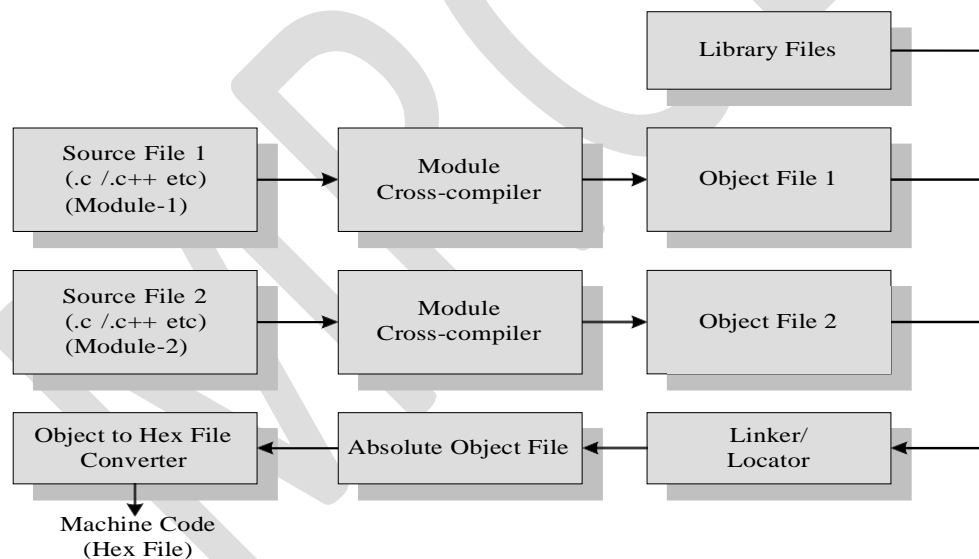 Library Files
Source File 1
(.c /.c++ etc)
(Module-1)
Module
Cross-compiler
Object File 1
Source File 2
(.c /.c++ etc)
(Module-2)
Module
Cross-compiler
Object File 2
Object to Hex File
Converter
Absolute Object File
Linker/
Locator
Machine Code
(Hex File)